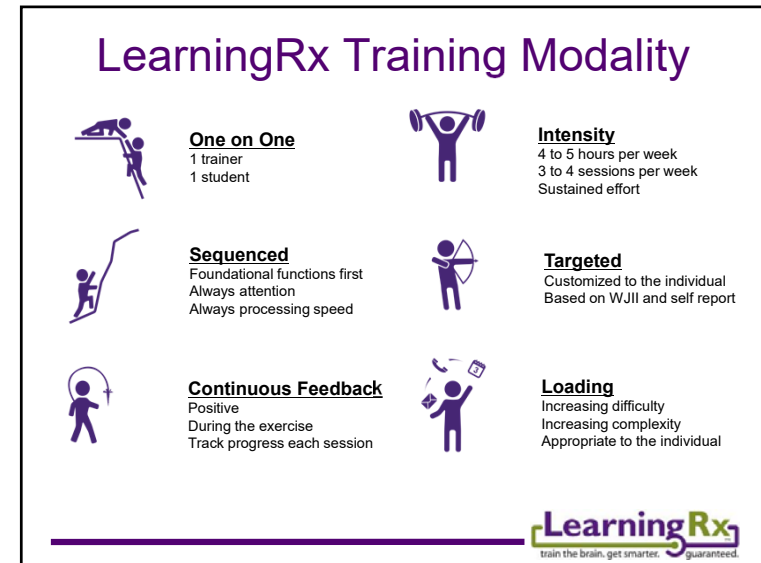 LearningRx Training Modality
One on One
1 trainer
1 student
Intensity
4 to 5 hours per week
3 to 4 sessions per week
Sustained effort
Sequenced
Foundational functions first
Always attention
Always processing speed
Targeted
Customized to the individual
Based on WJII and self report
Continuous Feedback
Positive
During the exercise
Track progress each session
3
Loading
Increasing difficulty
Increasing complexity
Appropriate to the individual
LearningRx
train the brain. get smarter. guaranteed.